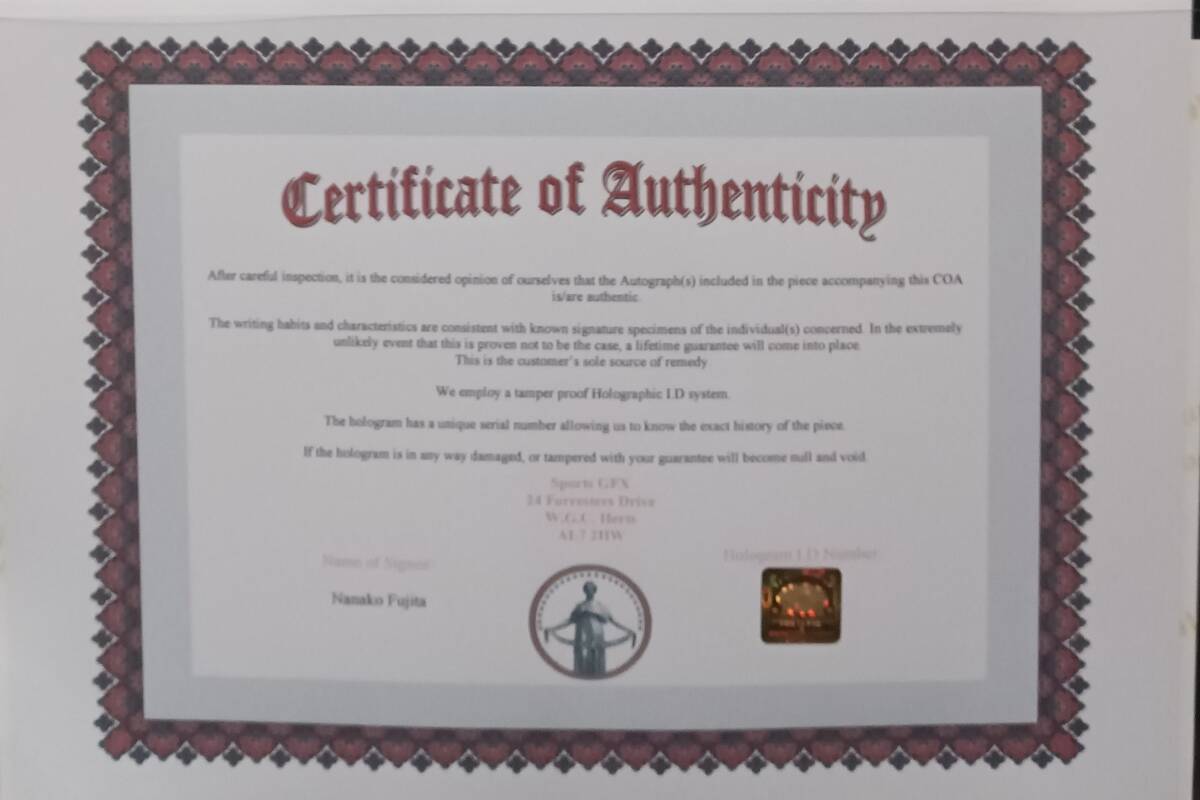 Certificate of Authenticity
After careful inspection, it is the considered opinion of ourselves that the Autograph(s) included in the piece accompanying this COA
is/are authentic.
The writing habits and characteristics are consistent with known signature specimens of the individual(s) concerned. In the extremely
unlikely event that this is proven not to be the case, a lifetime guarantee will come into place.
This is the customer's sole source of remedy
We employ a tamper proof Holographic I.D system.
The hologram has a unique serial number allowing us to know the exact history of the piece.
If the hologram is in any way damaged, or tampered with your guarantee will become null and void.
Sports GFX
Drive
W.G.C. Herts
AL7 2HW
Name of Signer
Hologram I.D Number
Nanako Fujita